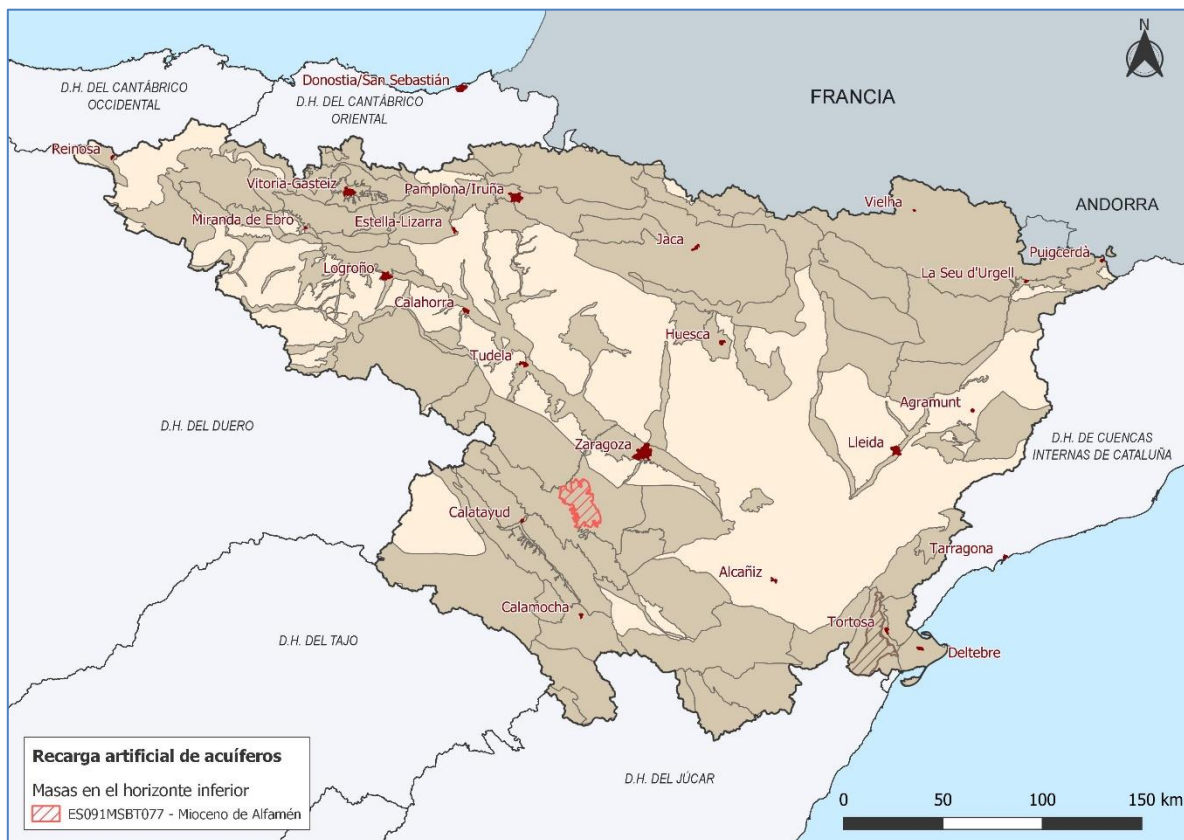 N
Donostia/San Sebastián
D.H. DEL CANTÁBRICO
OCCIDENTAL
D.H. DEL CANTÁBRICO
ORIENTAL
FRANCIA
Reinosa
Vitoria-Gasteiz
Pamplona/Iruña
Vielha
ANDORRA
Miranda de Ebro
Estella-Lizarra
Jaca
Puigcerdà
Logroño
La Seu d'Urgell
Calahorra
Huesca
Tudela
Agramunt
D.H. DEL DUERO
Zaragoza
Lleida
D.H. DE CUENCAS
INTERNAS DE CATALUÑA
Calatayud
Tarragona
Alcañiz
Calamocha
Tortosa
D.H. DEL TAJO
Deltebre
Recarga artificial de acuíferos
Masas en el horizonte inferior
ES091MSBT077 - Mioceno de Alfamén
D.H. DEL JÚCAR
0 50 100 150 km